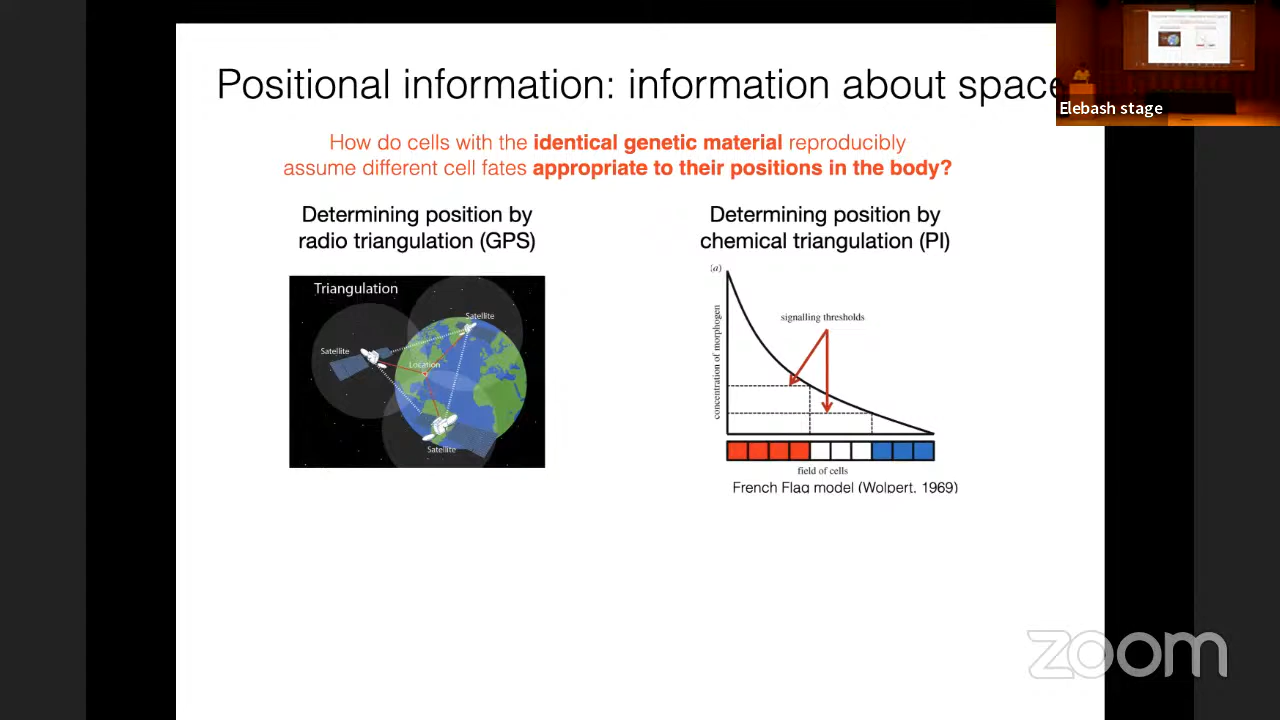 Positional information: information about space
Elebash stage
How do cells with the identical genetic material reproducibly
assume different cell fates appropriate to their positions in the body?
Determining position by
radio triangulation (GPS)
Determining position by
chemical triangulation (PI)
Triangulation
Satellite
Satellite
Location
Satellite
(a)
concentration of morphogen
signalling thresholds
field of cells
French Flag model (Wolpert, 1969)
zoom